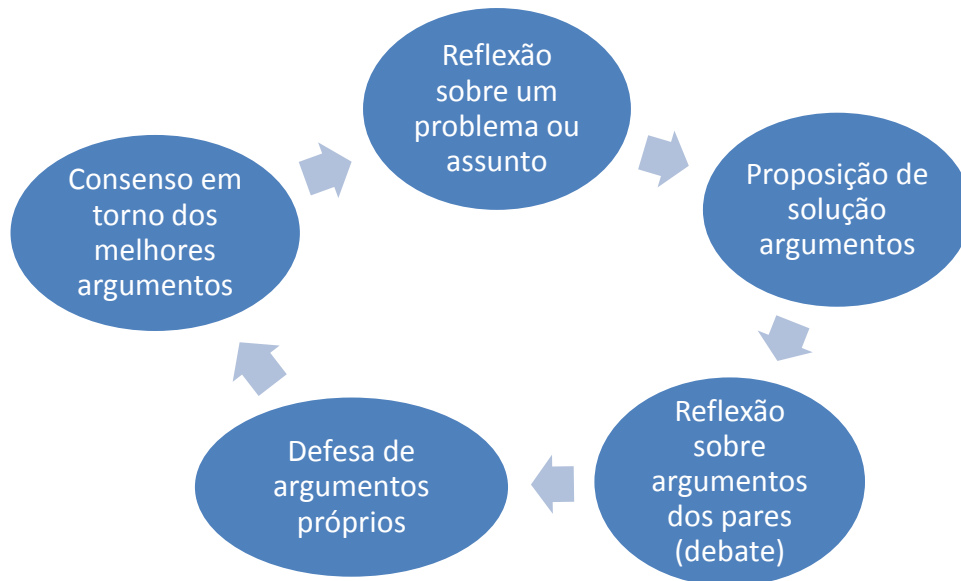 Reflexão
sobre um
problema ou
assunto
Proposição de
solução
argumentos
Reflexão
sobre
argumentos
dos pares
(debate)
Defesa de
argumentos
próprios
Consenso em
torno dos
melhores
argumentos